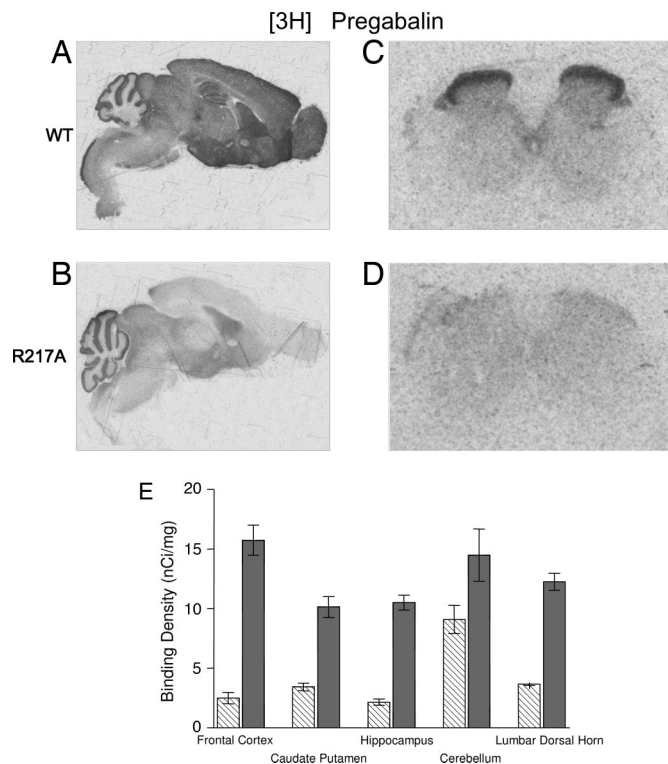 [3H] Pregabalin
A
C
WT
B
D
R217A
E
20
15
10
5
0
Binding Density (nCi/mg)
Frontal Cortex
Hippocampus
Lumbar Dorsal Horn
Caudate Putamen
Cerebellum